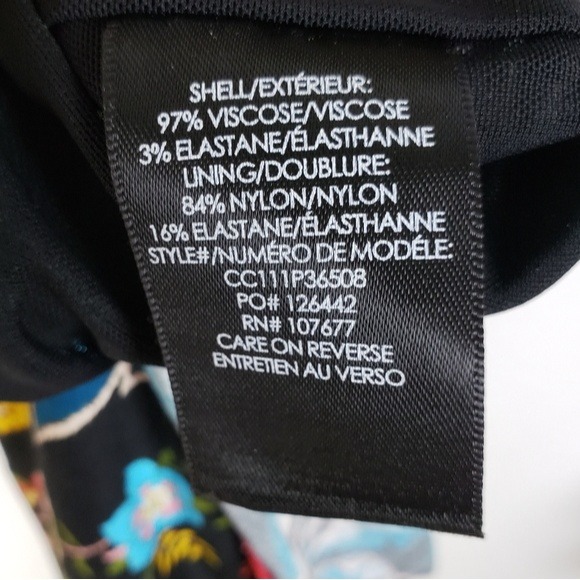 SHELL/EXTÉRIEUR:
97% VISCOSE/VISCOSE
3% ELASTANE/ÉLASTHANNE
LINING/DOUBLURE:
84% NYLON/NYLON
16% ELASTANE/ÉLASTHANNE
STYLE#/NUMÉRO DE MODÉLE:
CC111P36508
PO# 126442
RN# 107677
CARE ON REVERSE
ENTRETIEN AU VERSO